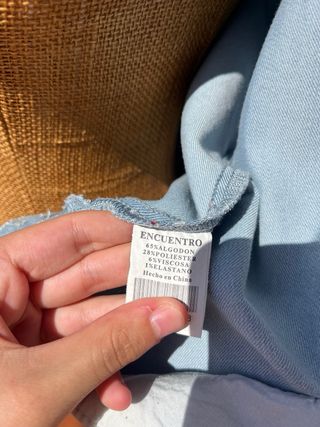 ENCUENTRO
65%ALGODON
28%POLIESTER
6%VISCOSA
1%ELASTANO
Hecho en China